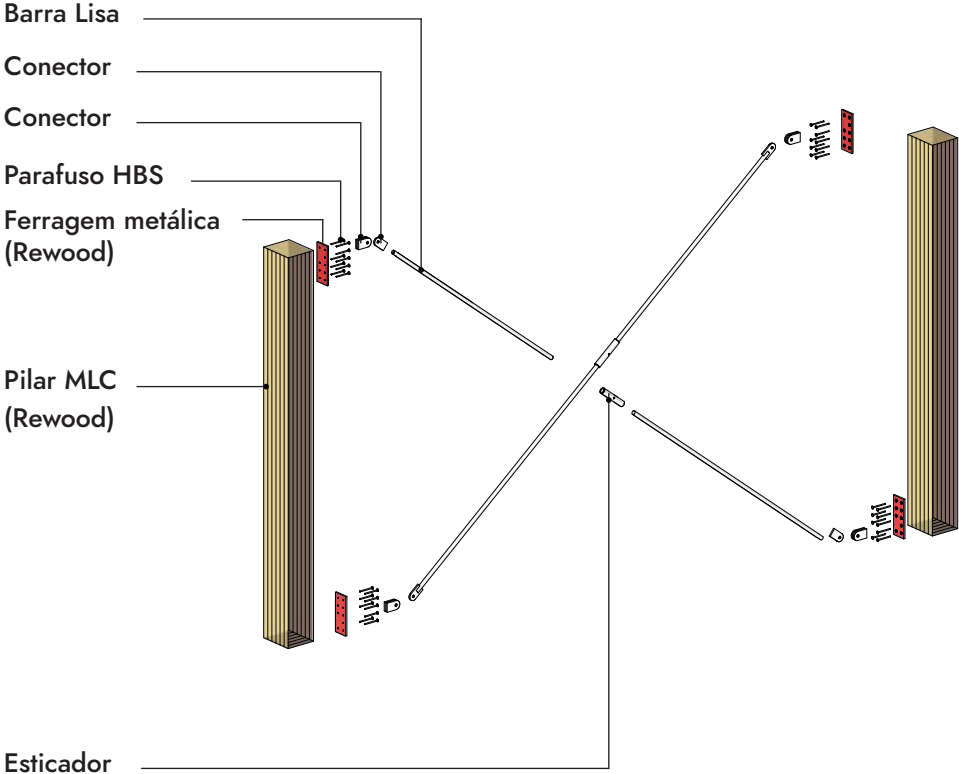 Barra Lisa
Conector
Conector
Parafuso HBS
Ferragem metálica
(Rewood)
Pilar MLC
(Rewood)
Esticador